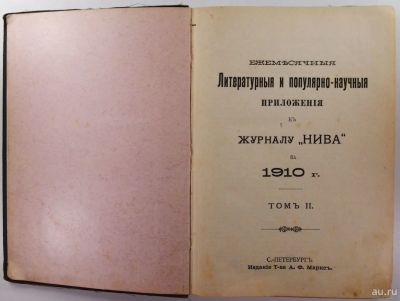 ЕЖЕМѢСЯЧНЫЯ
Литературныя и популярно-научныя
ПРИЛОЖЕНІЯ
КЪ
ЖУРНАЛУ „НИВА“
на
1910 г.
ТОМЪ II.
С.-ПЕТЕРБУРГЪ.
Изданіе Т-ва А. Ф. Марксъ.
au.ru